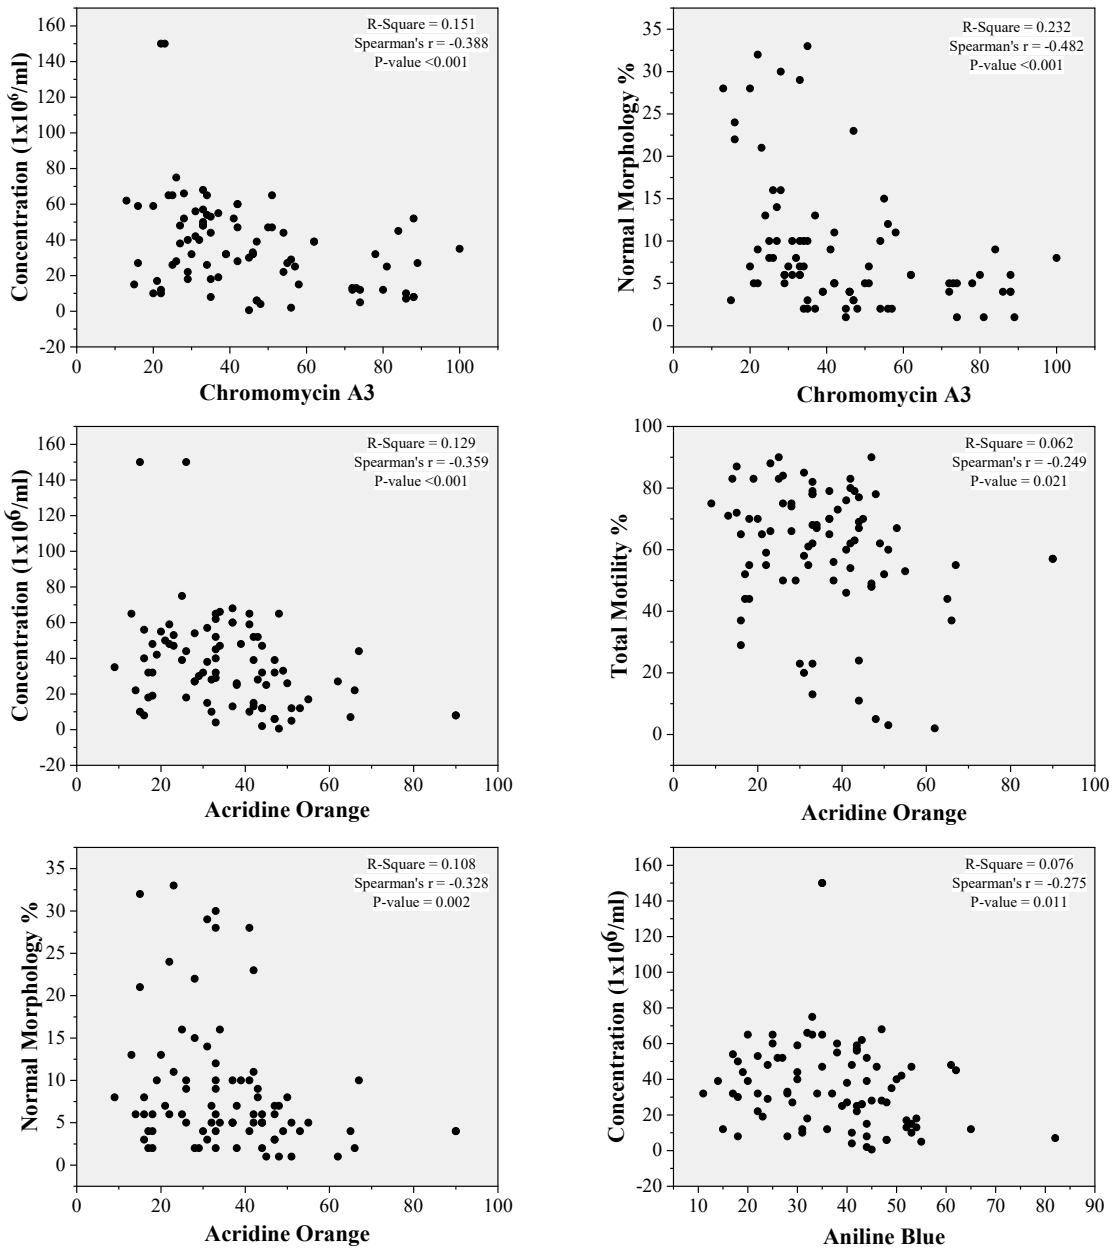 R-Square = 0.151
Spearman's r = -0.388
P-value <0.001
160
140
120
100
80
60
40
20
0
-20
Concentration (1x10^6/ml)
0 20 40 60 80 100
Chromomycin A3
R-Square = 0.232
Spearman's r = -0.482
P-value <0.001
35
30
25
20
15
10
5
0
Normal Morphology %
0 20 40 60 80 100
Chromomycin A3
R-Square = 0.129
Spearman's r = -0.359
P-value <0.001
160
140
120
100
80
60
40
20
0
-20
Concentration (1x10^6/ml)
0 20 40 60 80 100
Acridine Orange
R-Square = 0.062
Spearman's r = -0.249
P-value = 0.021
100
80
60
40
20
0
Total Motility %
0 20 40 60 80 100
Acridine Orange
R-Square = 0.108
Spearman's r = -0.328
P-value = 0.002
35
30
25
20
15
10
5
0
Normal Morphology %
0 20 40 60 80 100
Acridine Orange
R-Square = 0.076
Spearman's r = -0.275
P-value = 0.011
160
140
120
100
80
60
40
20
0
-20
Concentration (1x10^6/ml)
10 20 30 40 50 60 70 80 90
Aniline Blue